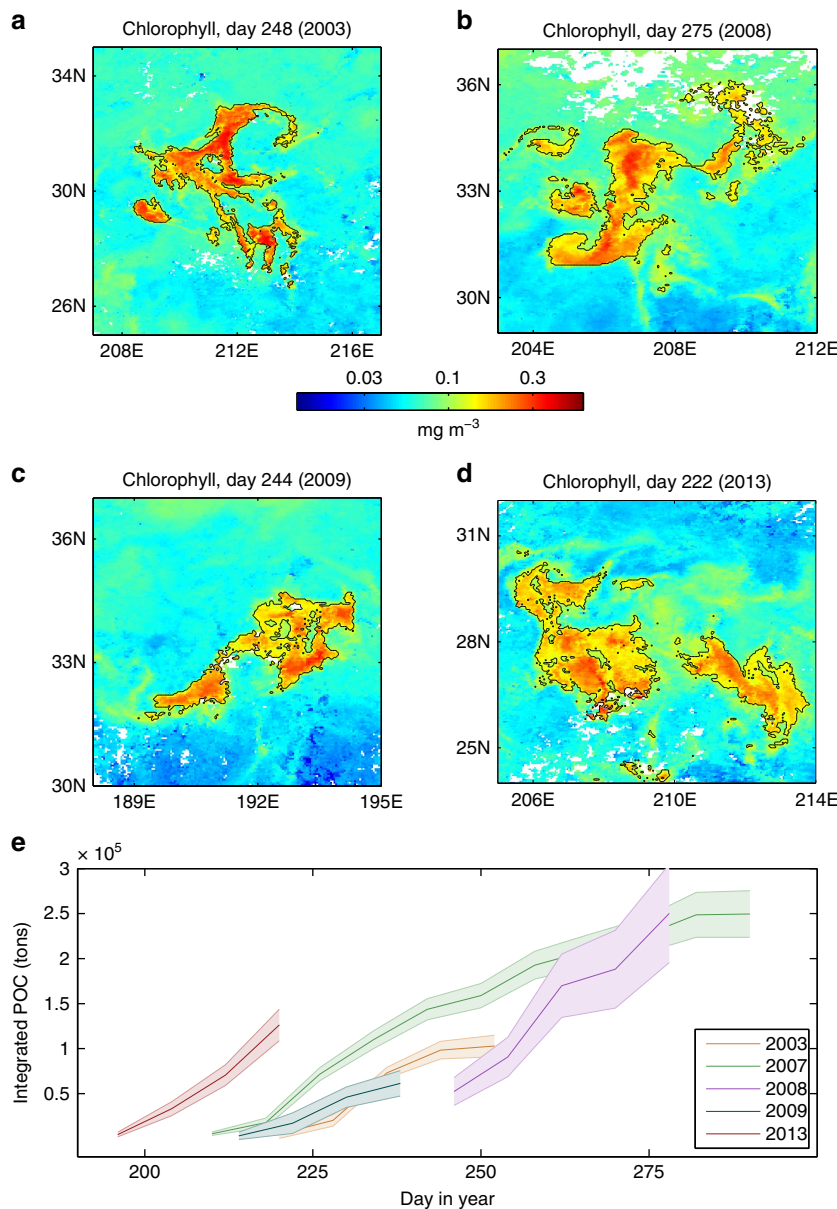 a
Chlorophyll, day 248 (2003)
34N
30N
26N
208E 212E 216E
b
Chlorophyll, day 275 (2008)
36N
33N
30N
204E 208E 212E
0.03 0.1 0.3
mg m⁻³
c
Chlorophyll, day 244 (2009)
36N
33N
30N
189E 192E 195E
d
Chlorophyll, day 222 (2013)
31N
28N
25N
206E 210E 214E
e
× 10⁵
Integrated POC (tons)
3
2.5
2
1.5
1
0.5
200 225 250 275
Day in year
2003
2007
2008
2009
2013